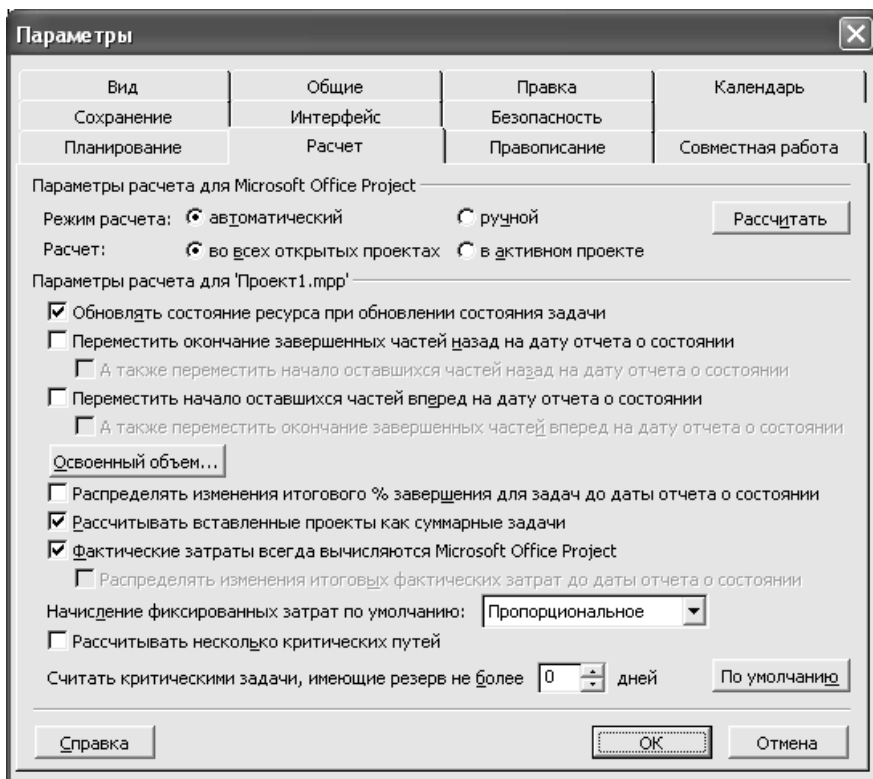 Параметры
Вид Общие Правка Календарь
Сохранение Интерфейс Безопасность
Планирование Расчет Правописание Совместная работа
Параметры расчета для Microsoft Office Project
Режим расчета: автоматический ручной Рассчитать
Расчет: во всех открытых проектах в активном проекте
Параметры расчета для 'Проект1.mpp'
Обновлять состояние ресурса при обновлении состояния задачи
Переместить окончание завершенных частей назад на дату отчета о состоянии
А также переместить начало оставшихся частей назад на дату отчета о состоянии
Переместить начало оставшихся частей вперед на дату отчета о состоянии
А также переместить окончание завершенных частей вперед на дату отчета о состоянии
Освоенный объем...
Распределять изменения итогового % завершения для задач до даты отчета о состоянии
Рассчитывать вставленные проекты как суммарные задачи
Фактические затраты всегда вычисляются Microsoft Office Project
Распределять изменения итоговых фактических затрат до даты отчета о состоянии
Начисление фиксированных затрат по умолчанию: Пропорциональное
Рассчитывать несколько критических путей
Считать критическими задачи, имеющие резерв не более 0 дней По умолчанию
Справка ОК Отмена